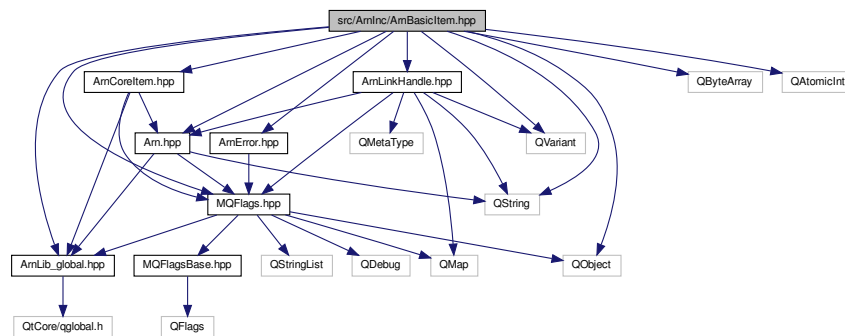 src/ArnInc/ArnBasicItem.hpp
ArnCoreItem.hpp
ArnLinkHandle.hpp
QByteArray
QAtomicInt
Arn.hpp
ArnError.hpp
QMetaType
QVariant
MQFlags.hpp
QString
ArnLib_global.hpp
MQFlagsBase.hpp
QStringList
QDebug
QMap
QObject
QtCore/qglobal.h
QFlags